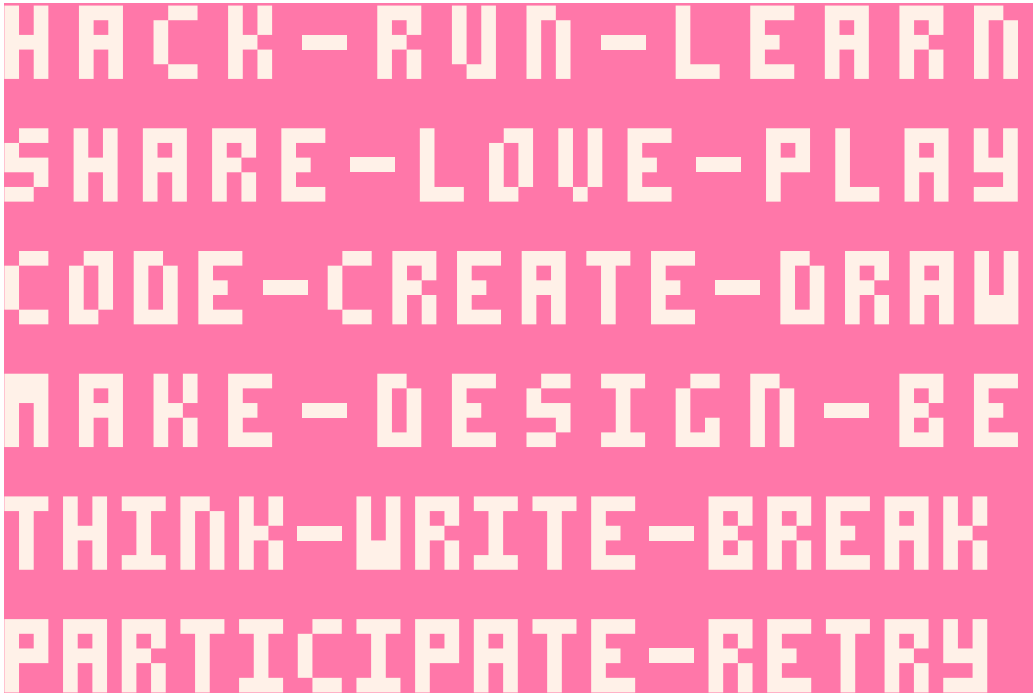 HACK-RUN-LEARN
SHARE-LOVE-PLAY
CODE-CREATE-DRAW
MAKE-DESIGN-BE
THINK-WRITE-BREAK
PARTICIPATE-RETRY